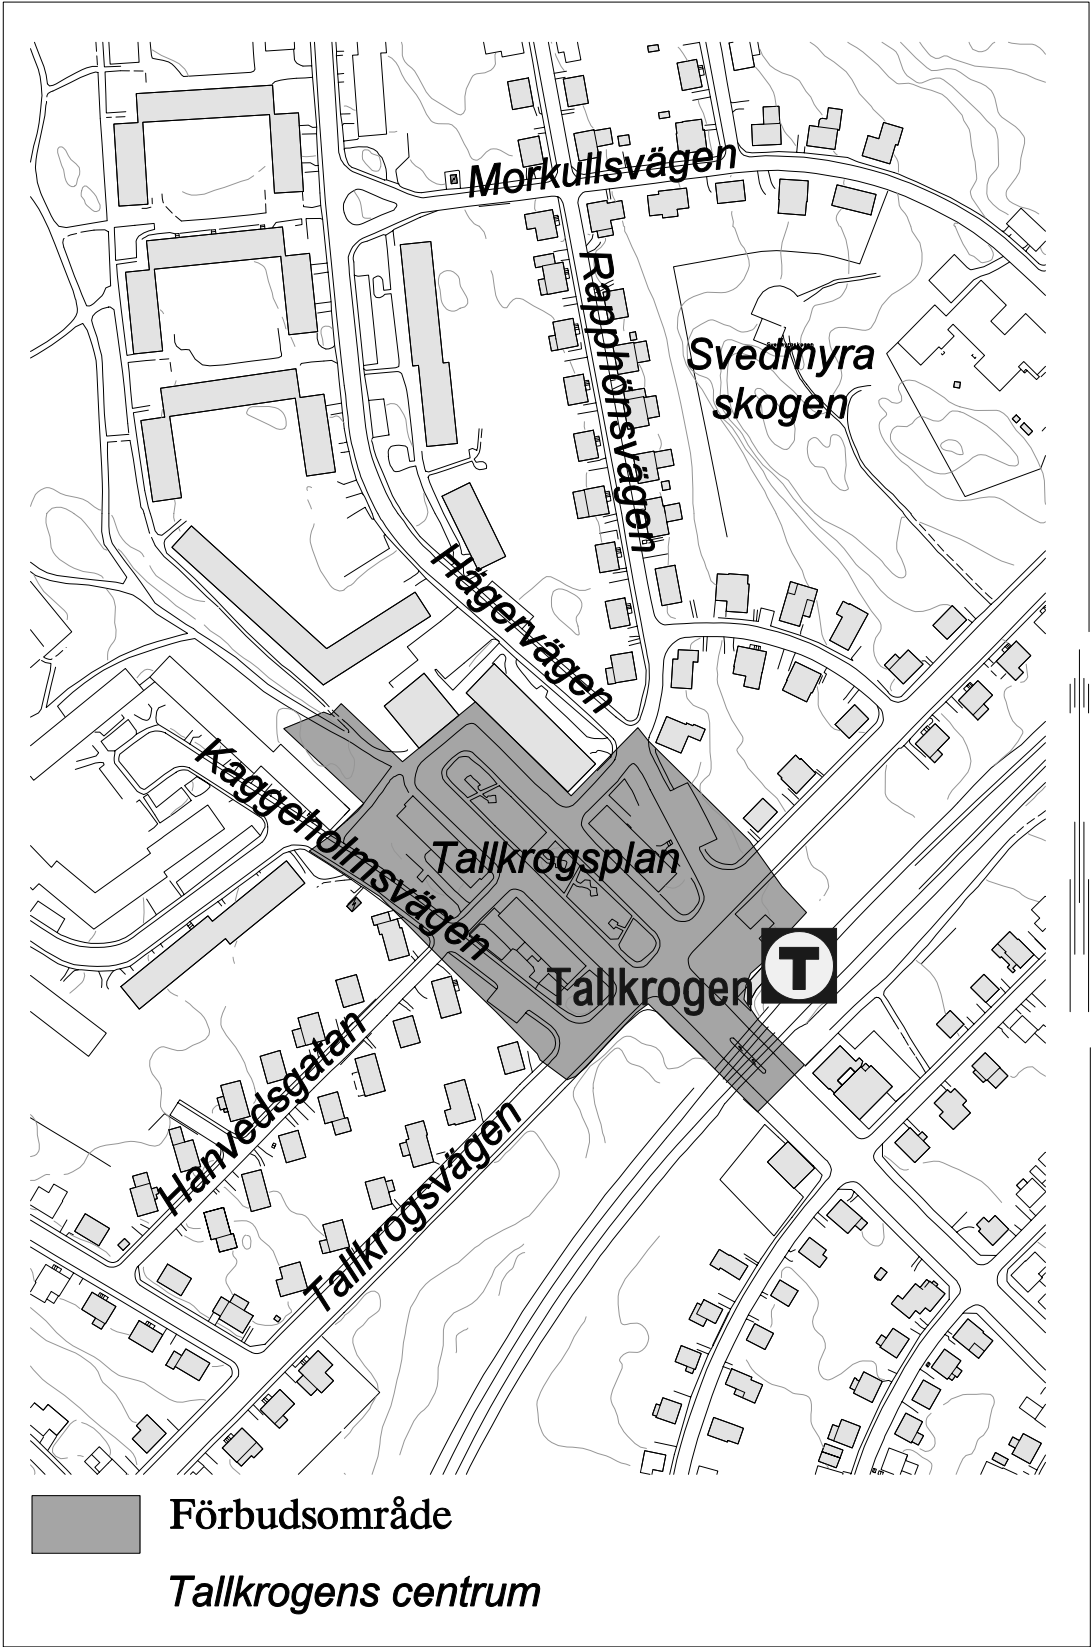 Morkullsvägen
Rapphönsvägen
Svedmyra
skogen
Hägervägen
Kaggeholmsvägen
Tallkrogsplan
Tallkrogen T
Hanvedsgatan
Tallkrogsvägen
Förbudsområde
Tallkrogens centrum